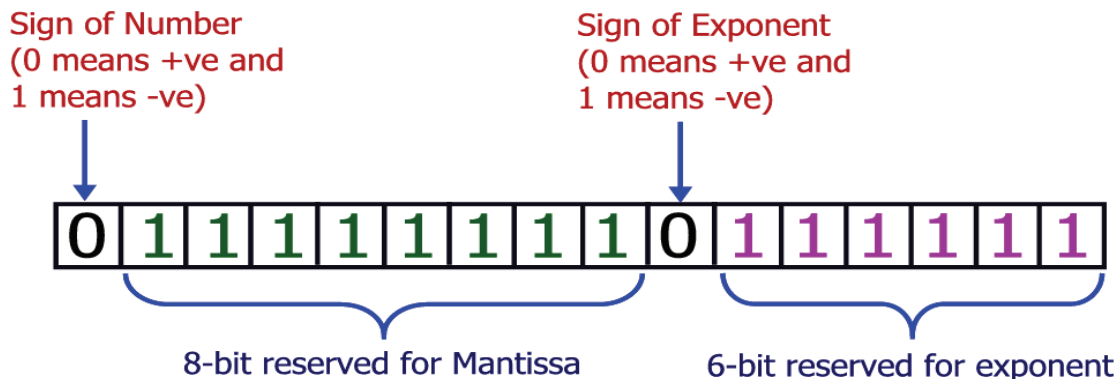 Sign of Number
(0 means +ve and
1 means -ve)
Sign of Exponent
(0 means +ve and
1 means -ve)
0 1 1 1 1 1 1 1 1 0 1 1 1 1 1 1
8-bit reserved for Mantissa
6-bit reserved for exponent